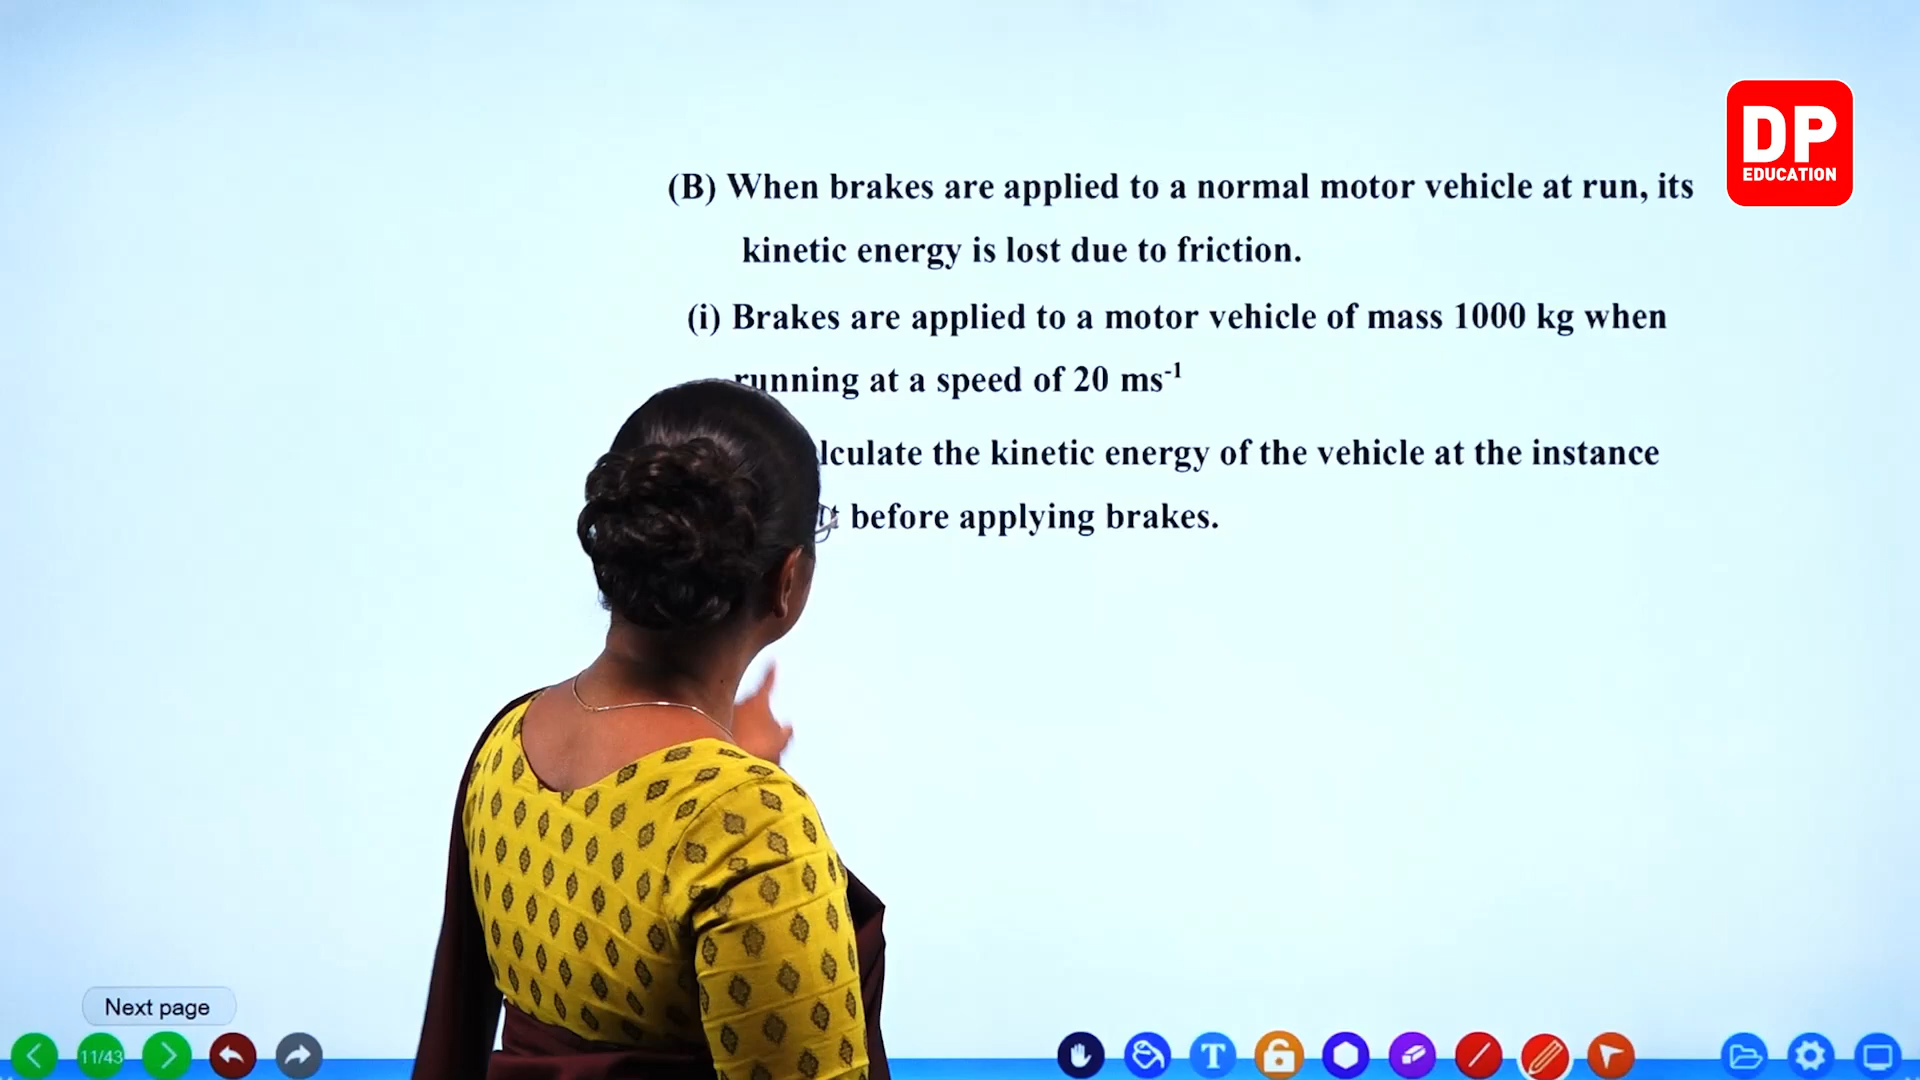 DP
EDUCATION
(B) When brakes are applied to a normal motor vehicle at run, its
kinetic energy is lost due to friction.
(i) Brakes are applied to a motor vehicle of mass 1000 kg when
running at a speed of 20 ms⁻¹
the kinetic energy of the vehicle at the instance
before applying brakes.
Next page
11/43
T